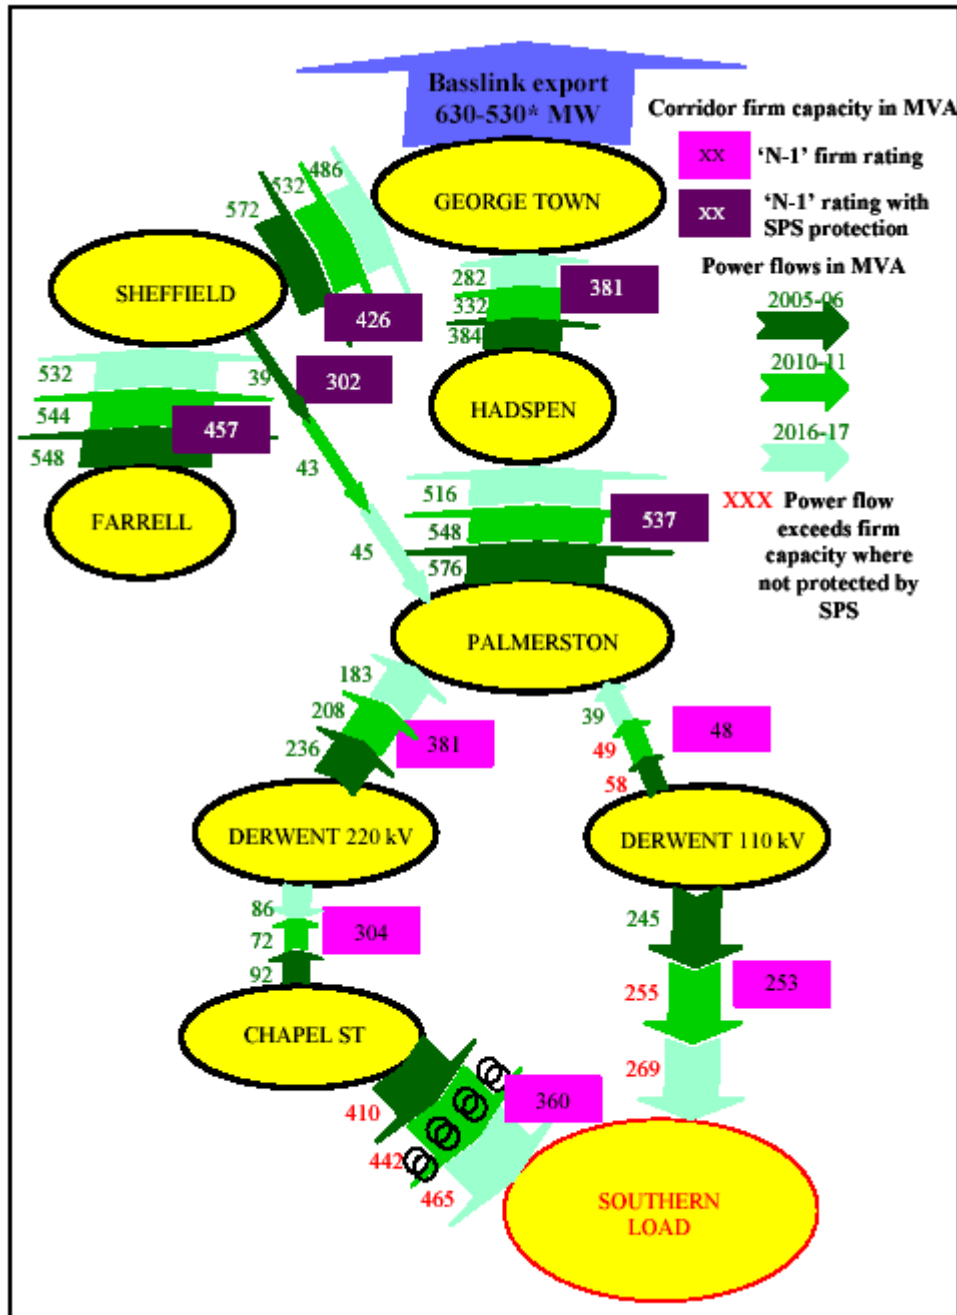 Basslink export
630-530* MW
Corridor firm capacity in MVA
xx
'N-1' firm rating
xx
'N-1' rating with
SPS protection
GEORGE TOWN
486
532
572
SHEFFIELD
Power flows in MVA
2005-06
2010-11
2016-17
282
332
384
381
426
302
39
532
544
548
457
HADSPEN
43
45
FARRELL
516
548
576
537
XXX Power flow
exceeds firm
capacity where
not protected by
SPS
PALMERSTON
183
208
236
381
39
49
58
48
DERWENT 220 kV
DERWENT 110 kV
86
72
92
304
245
255
269
253
CHAPEL ST
410
442
465
360
SOUTHERN
LOAD